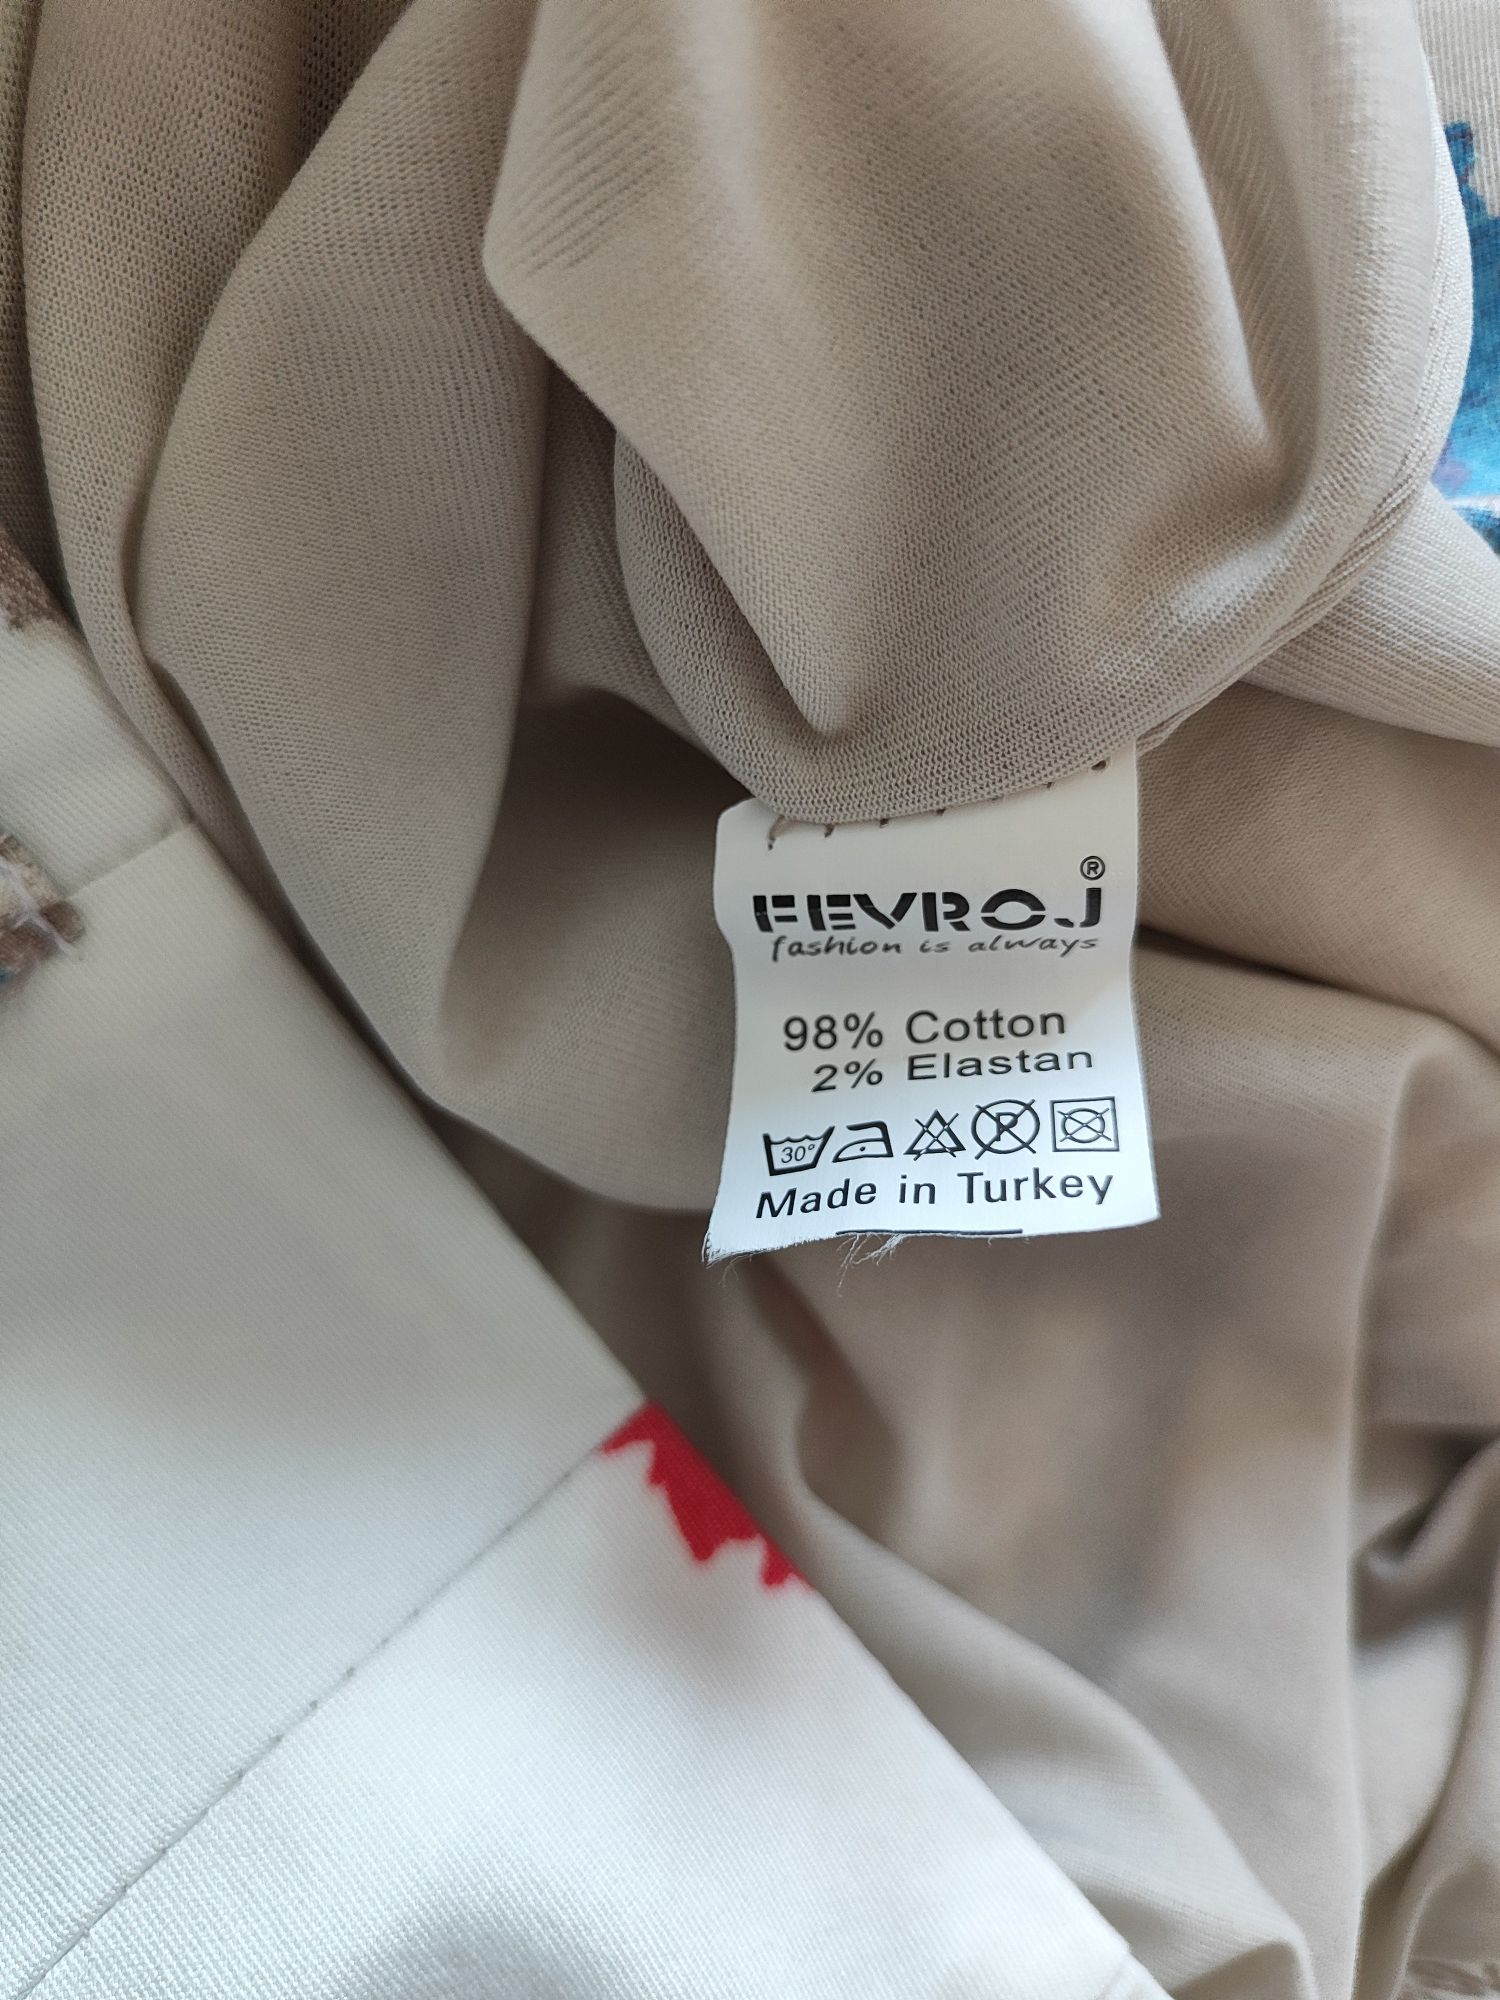 FEVROJ®
fashion is always
98% Cotton
2% Elastan
30° P
Made in Turkey